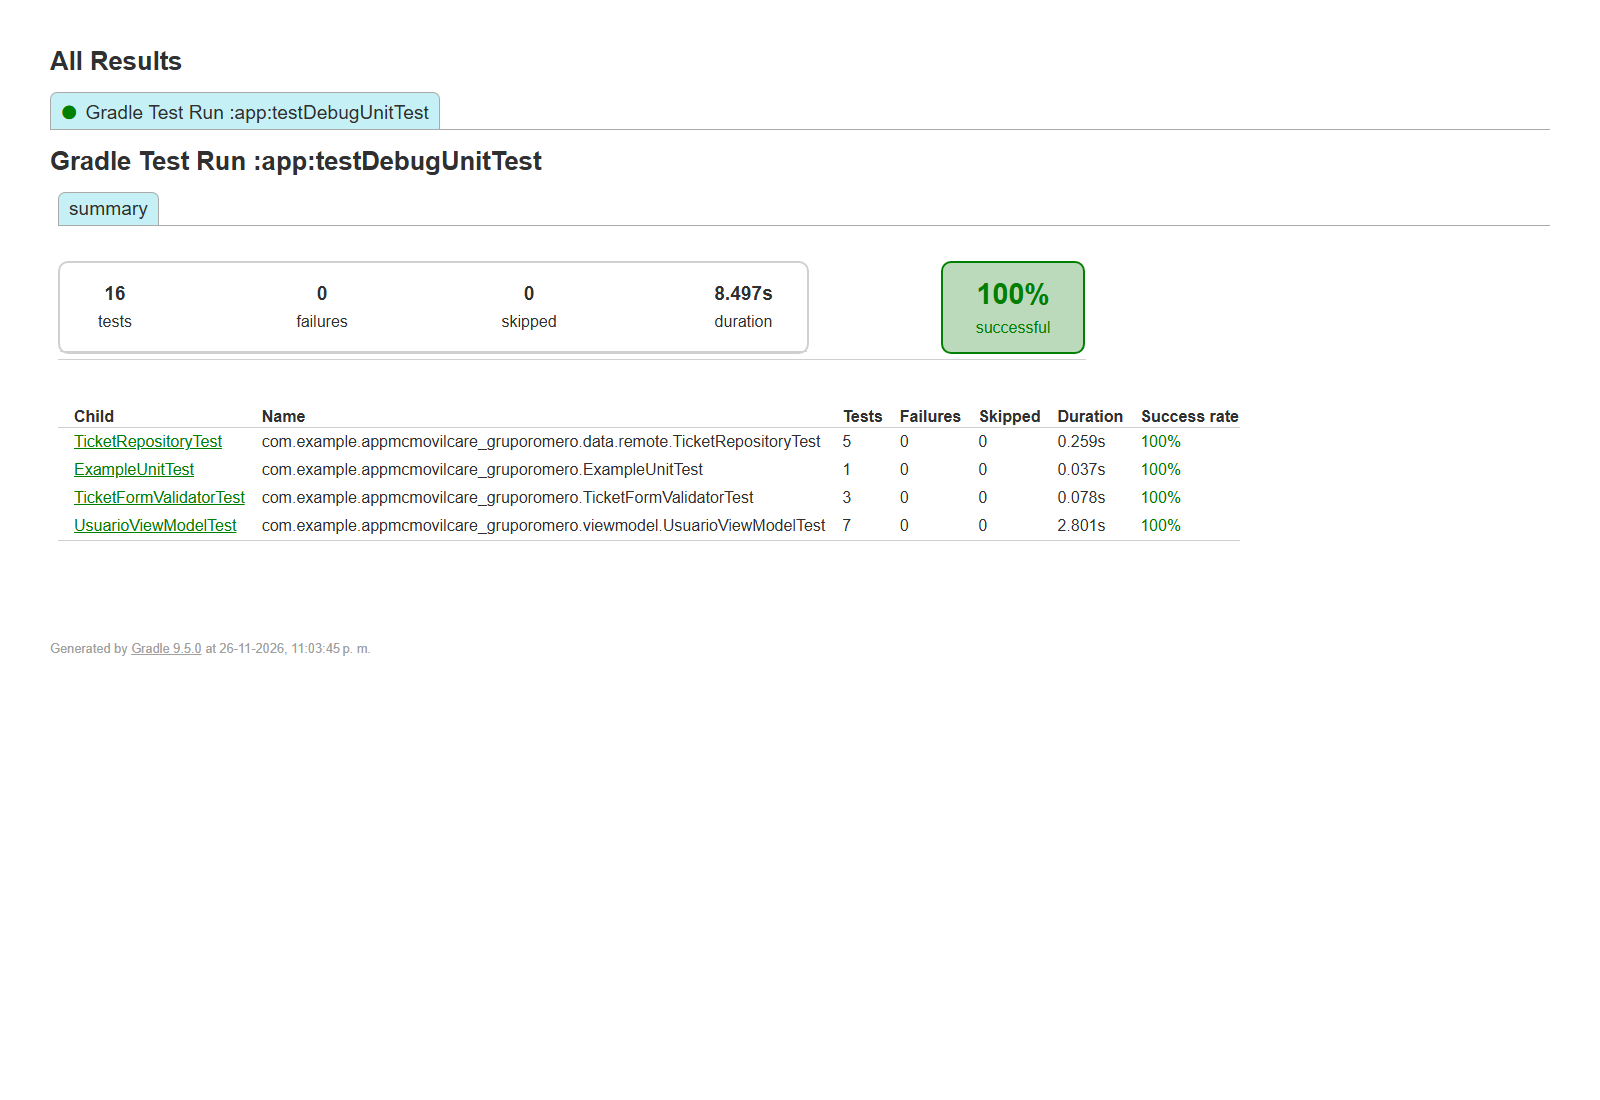 All Results
Gradle Test Run :app:testDebugUnitTest
Gradle Test Run :app:testDebugUnitTest
summary
16 0 0 8.497s
tests failures skipped duration
100%
successful
Child Name Tests Failures Skipped Duration Success rate
TicketRepositoryTest com.example.appmcmovilcare_gruporomero.data.remote.TicketRepositoryTest 5 0 0 0.259s 100%
ExampleUnitTest com.example.appmcmovilcare_gruporomero.ExampleUnitTest 1 0 0 0.037s 100%
TicketFormValidatorTest com.example.appmcmovilcare_gruporomero.TicketFormValidatorTest 3 0 0 0.078s 100%
UsuarioViewModelTest com.example.appmcmovilcare_gruporomero.viewmodel.UsuarioViewModelTest 7 0 0 2.801s 100%
Generated by Gradle 9.5.0 at 26-11-2026, 11:03:45 p. m.